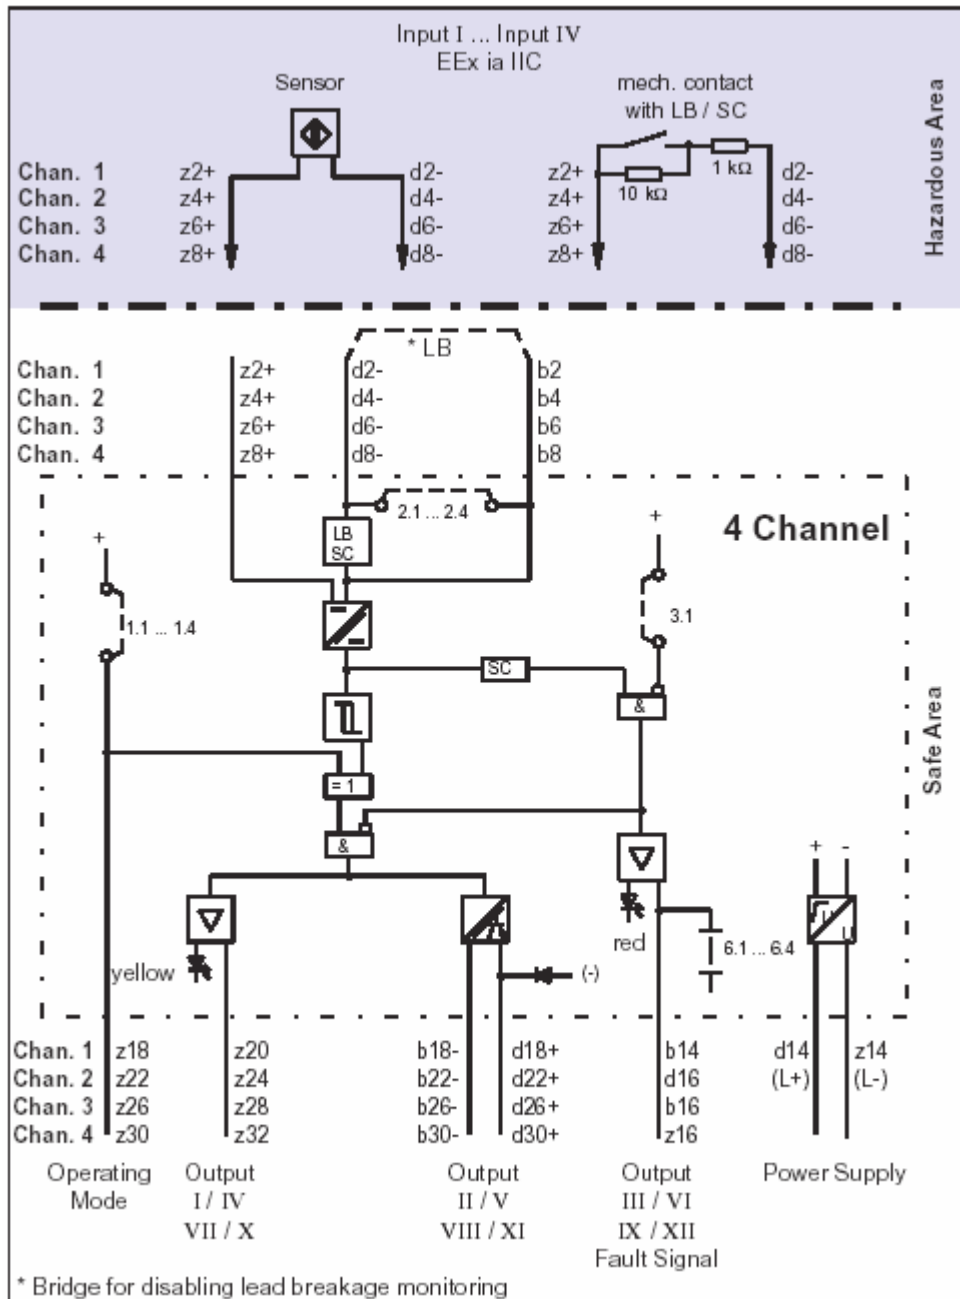 Input I ... Input IV
EEx ia IIC
Sensor
mech. contact
with LB / SC
Hazardous Area
1 kΩ
10 kΩ
Chan. 1 z2+ d2- z2+ d2-
Chan. 2 z4+ d4- z4+ d4-
Chan. 3 z6+ d6- z6+ d6-
Chan. 4 z8+ d8- z8+ d8-
* LB
Chan. 1 z2+ d2- b2
Chan. 2 z4+ d4- b4
Chan. 3 z6+ d6- b6
Chan. 4 z8+ d8- b8
2.1 ... 2.4
LB
SC
+
+
4 Channel
1.1 ... 1.4
3.1
SC
&
Safe Area
= 1
&
+ -
U
yellow
red
6.1 ... 6.4
(-)
Chan. 1 z18 z20 b18- d18+ b14 d14 z14
Chan. 2 z22 z24 b22- d22+ d16 (L+) (L-)
Chan. 3 z26 z28 b26- d26+ b16
Chan. 4 z30 z32 b30- d30+ z16
Operating
Mode
Output
I / IV
VII / X
Output
II / V
VIII / XI
Output
III / VI
IX / XII
Fault Signal
Power Supply
* Bridge for disabling lead breakage monitoring